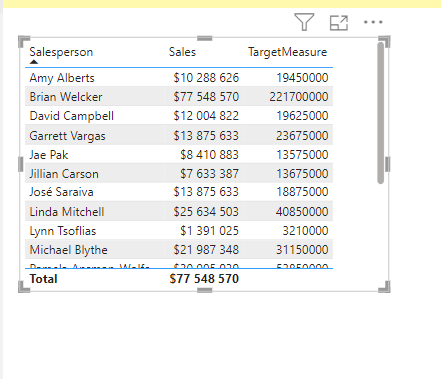 Salesperson Sales TargetMeasure
Amy Alberts $10 288 626 19450000
Brian Welcker $77 548 570 221700000
David Campbell $12 004 822 19625000
Garrett Vargas $13 875 633 23675000
Jae Pak $8 410 883 13575000
Jillian Carson $7 633 387 13675000
José Saraiva $13 875 633 18875000
Linda Mitchell $25 634 503 40850000
Lynn Tsoflias $1 391 025 3210000
Michael Blythe $21 987 348 31150000
Total $77 548 570